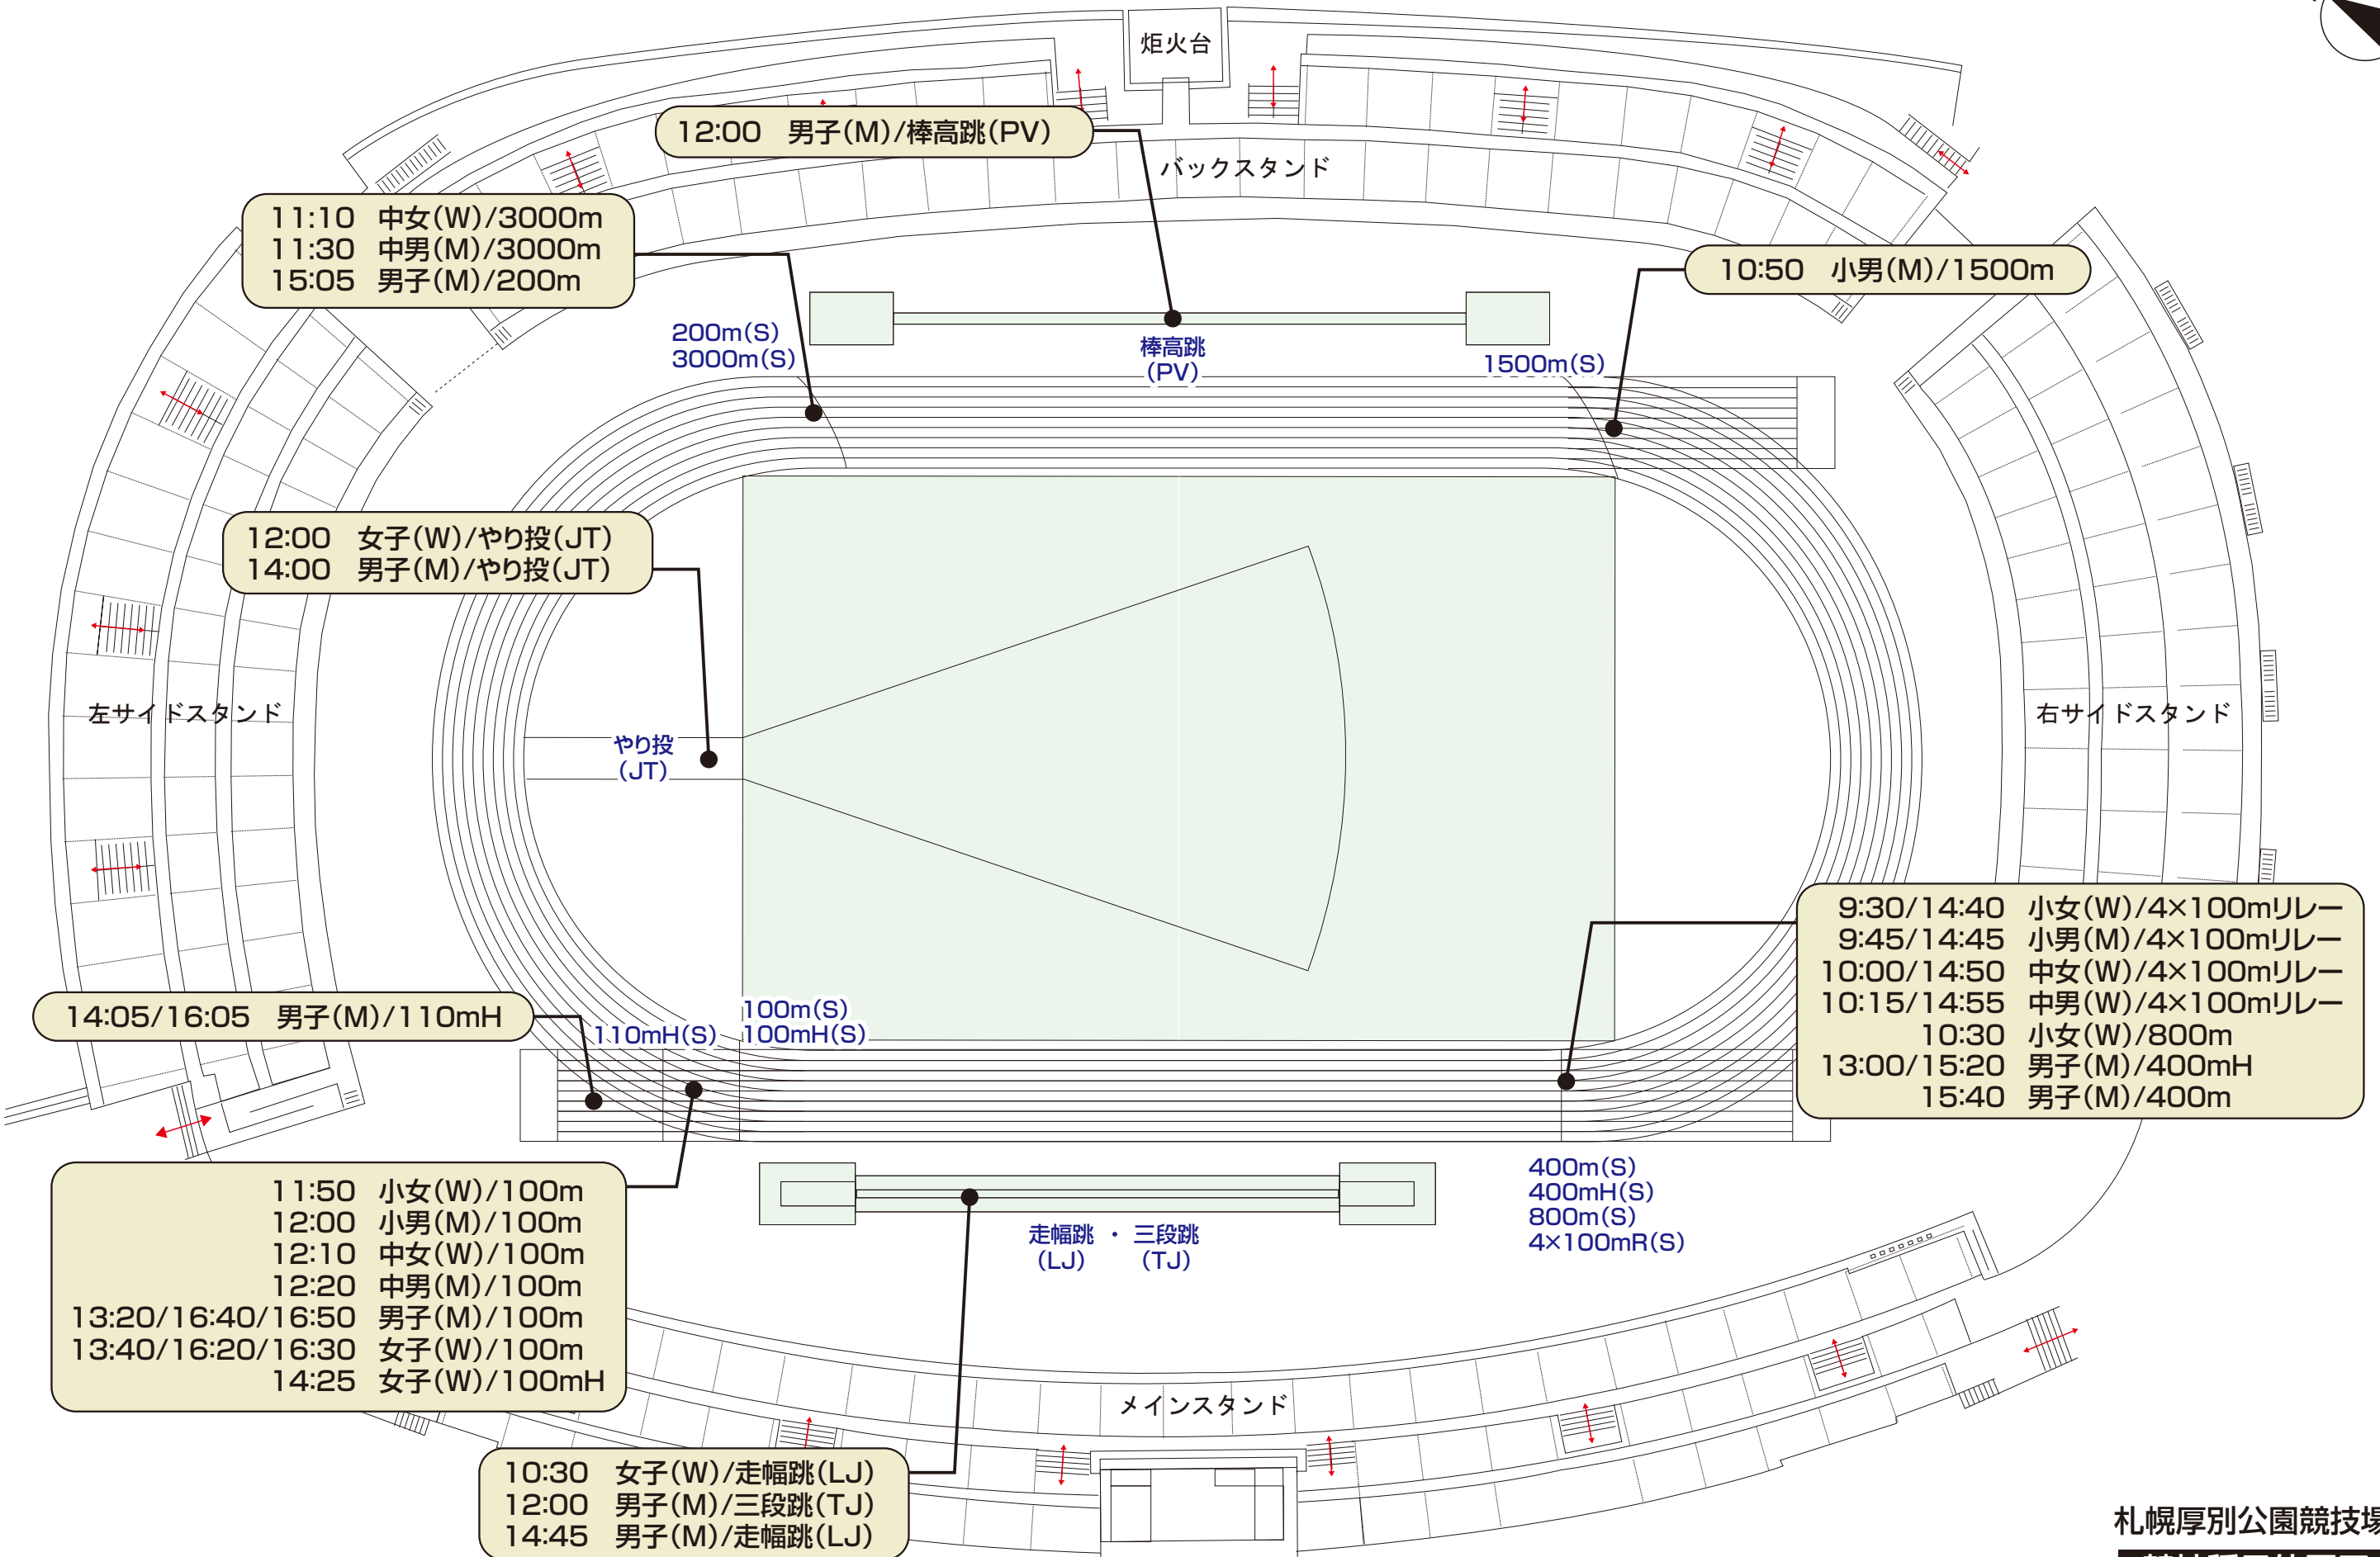 炬火台
12:00 男子(M)/棒高跳(PV)
バックスタンド
11:10 中女(W)/3000m
11:30 中男(M)/3000m
15:05 男子(M)/200m
10:50 小男(M)/1500m
200m(S)
3000m(S)
棒高跳
(PV)
1500m(S)
12:00 女子(W)/やり投(JT)
14:00 男子(M)/やり投(JT)
左サイドスタンド
右サイドスタンド
やり投
(JT)
9:30/14:40 小女(W)/4×100mリレー
9:45/14:45 小男(M)/4×100mリレー
10:00/14:50 中女(W)/4×100mリレー
10:15/14:55 中男(W)/4×100mリレー
10:30 小女(W)/800m
13:00/15:20 男子(M)/400mH
15:40 男子(M)/400m
14:05/16:05 男子(M)/110mH
110mH(S)
100m(S)
100mH(S)
11:50 小女(W)/100m
12:00 小男(M)/100m
12:10 中女(W)/100m
12:20 中男(M)/100m
13:20/16:40/16:50 男子(M)/100m
13:40/16:20/16:30 女子(W)/100m
14:25 女子(W)/100mH
走幅跳 ・ 三段跳
(LJ) (TJ)
400m(S)
400mH(S)
800m(S)
4×100mR(S)
メインスタンド
10:30 女子(W)/走幅跳(LJ)
12:00 男子(M)/三段跳(TJ)
14:45 男子(M)/走幅跳(LJ)
札幌厚別公園競技場